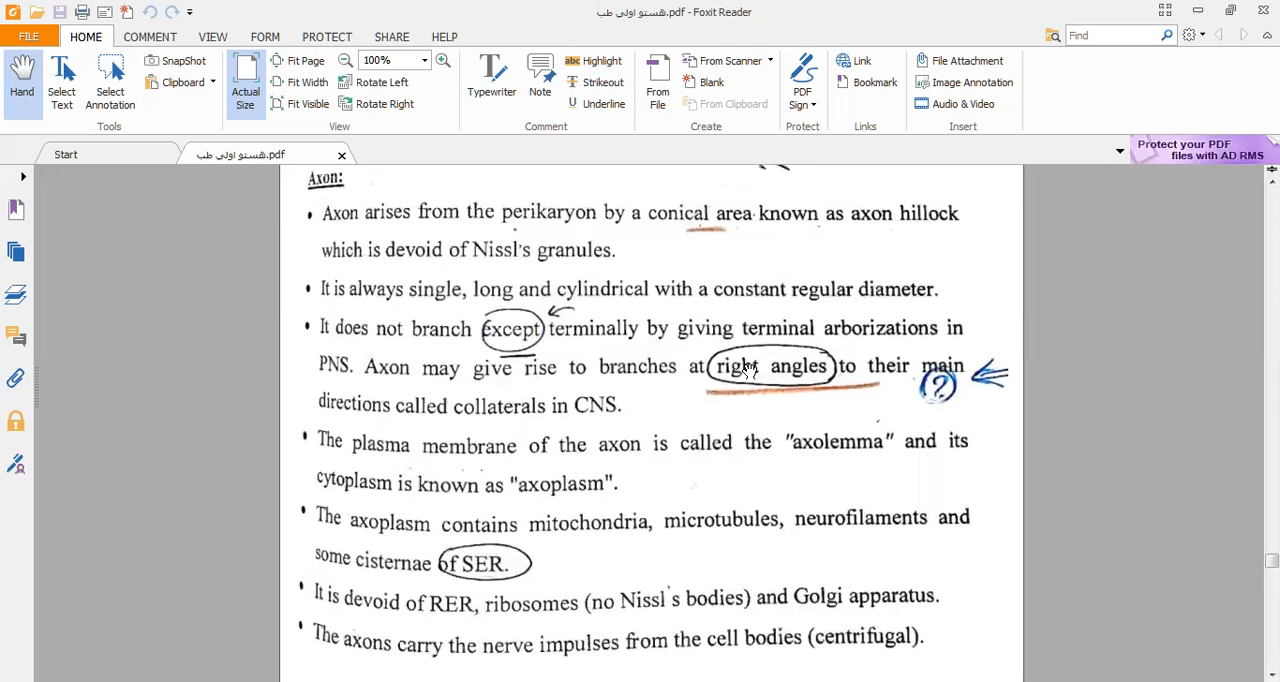 هستو اولي طب.pdf - Foxit Reader
FILE HOME COMMENT VIEW FORM PROTECT SHARE HELP
Find
SnapShot Fit Page 100% Highlight From Scanner Link File Attachment
Hand Select Text Select Annotation Clipboard Actual Size Fit Width Rotate Left Typewriter Note Strikeout From File Blank PDF Sign Bookmark Image Annotation
Fit Visible Rotate Right Underline From Clipboard Audio & Video
Tools View Comment Create Protect Links Insert
Start هستو اولي طب.pdf
Protect your PDF
files with AD RMS
Axon:
• Axon arises from the perikaryon by a conical area known as axon hillock
which is devoid of Nissl's granules.
• It is always single, long and cylindrical with a constant regular diameter.
• It does not branch except terminally by giving terminal arborizations in
PNS. Axon may give rise to branches at right angles to their main
?
directions called collaterals in CNS.
• The plasma membrane of the axon is called the "axolemma" and its
cytoplasm is known as "axoplasm".
• The axoplasm contains mitochondria, microtubules, neurofilaments and
some cisternae of SER.
• It is devoid of RER, ribosomes (no Nissl's bodies) and Golgi apparatus.
• The axons carry the nerve impulses from the cell bodies (centrifugal).